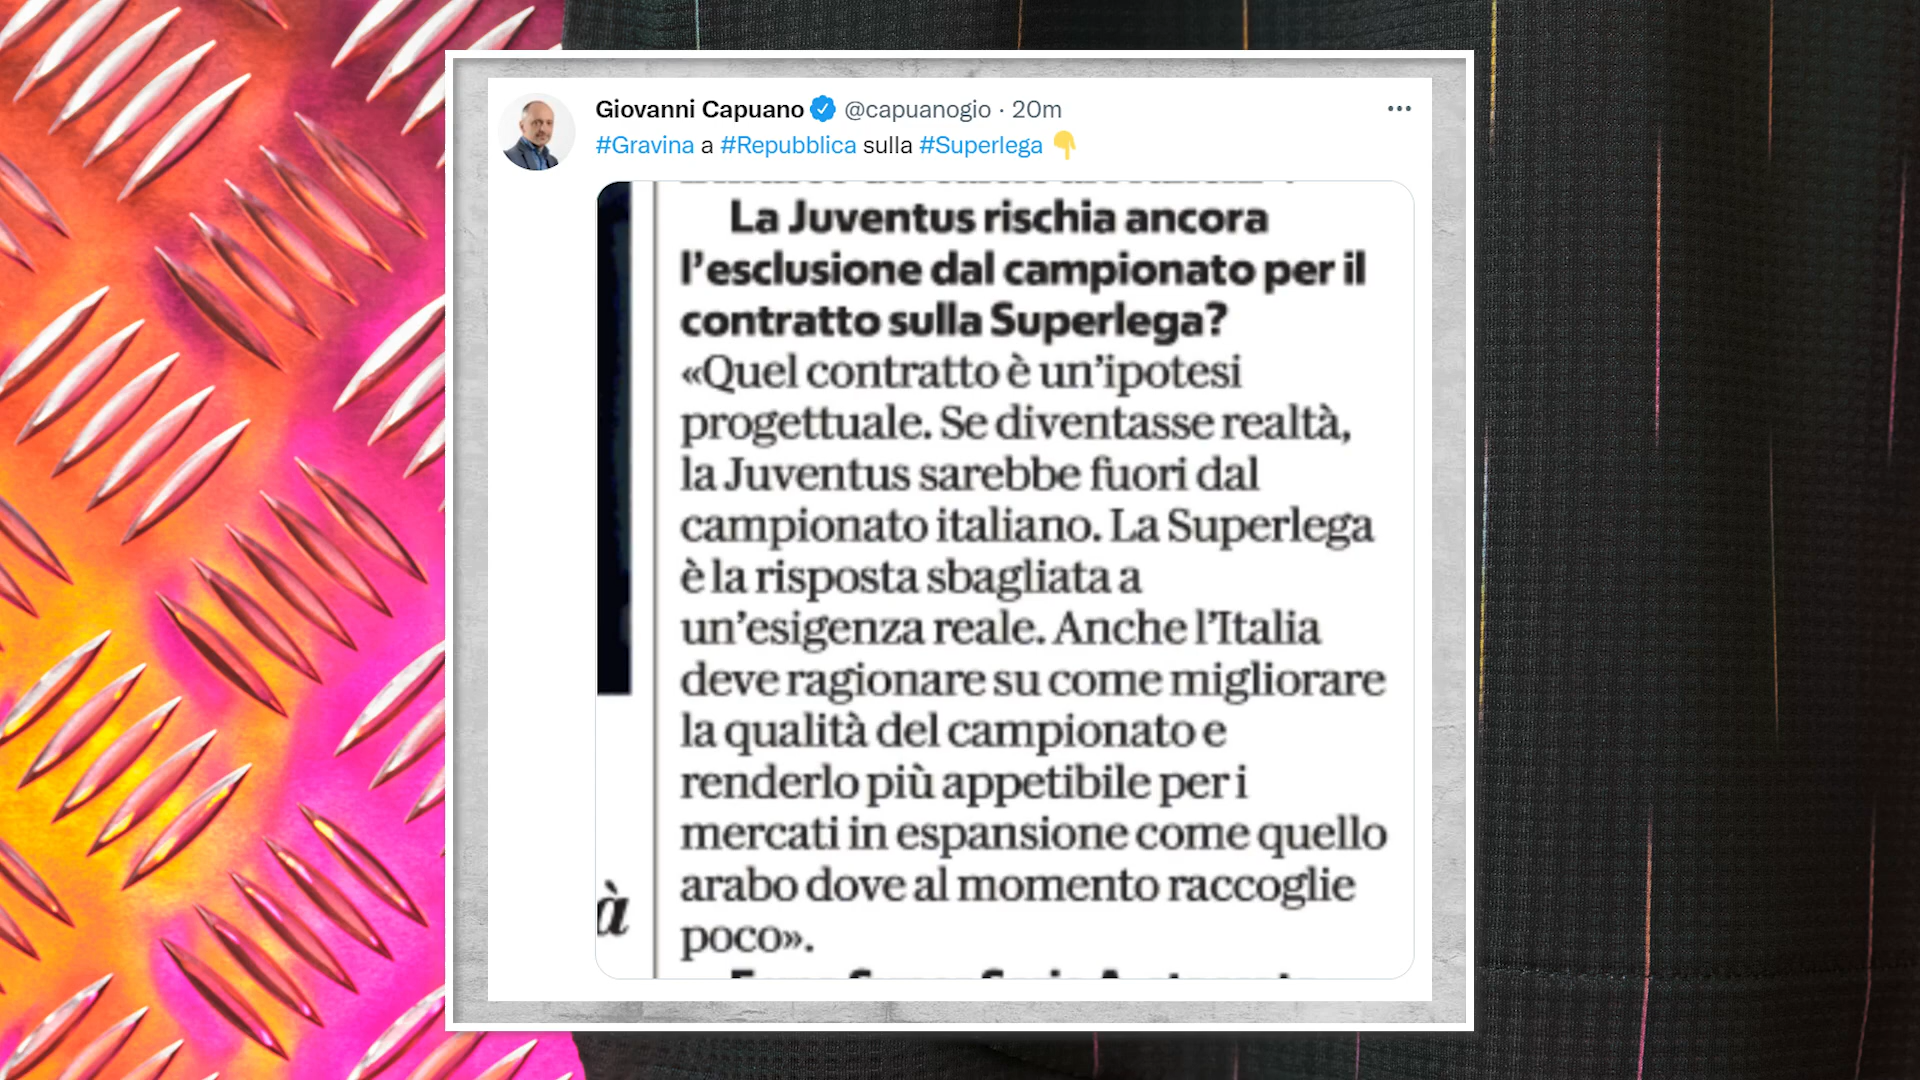 Giovanni Capuano @capuanogio · 20m
#Gravina a #Repubblica sulla #Superlega
La Juventus rischia ancora
l'esclusione dal campionato per il
contratto sulla Superlega?
«Quel contratto è un'ipotesi
progettuale. Se diventasse realtà,
la Juventus sarebbe fuori dal
campionato italiano. La Superlega
è la risposta sbagliata a
un'esigenza reale. Anche l'Italia
deve ragionare su come migliorare
la qualità del campionato e
renderlo più appetibile per i
mercati in espansione come quello
arabo dove al momento raccoglie
poco».
à